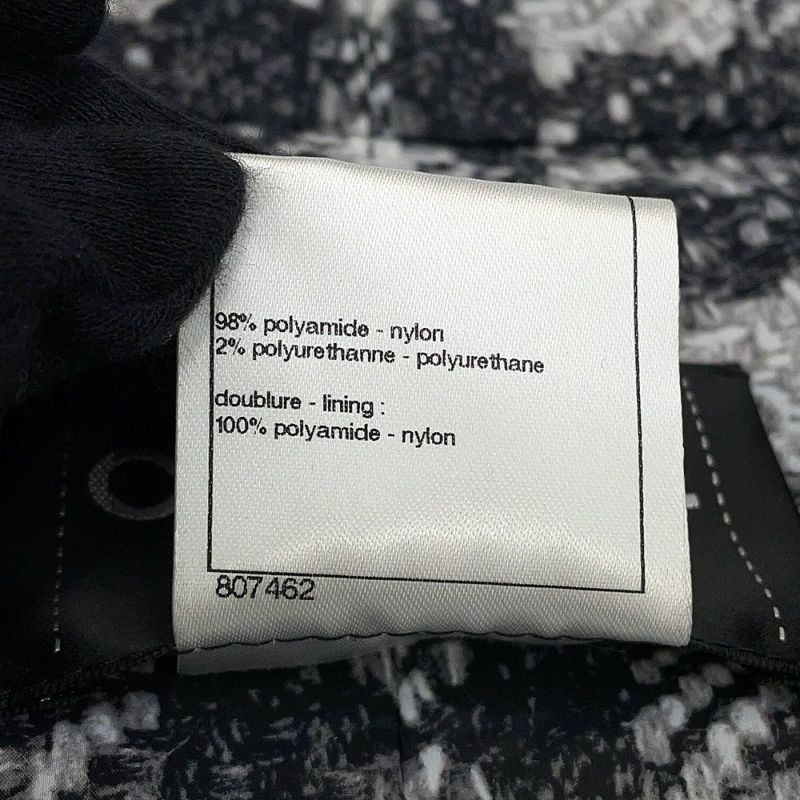 98% polyamide - nylon
2% polyurethanne - polyurethane
doublure - lining :
100% polyamide - nylon
807462